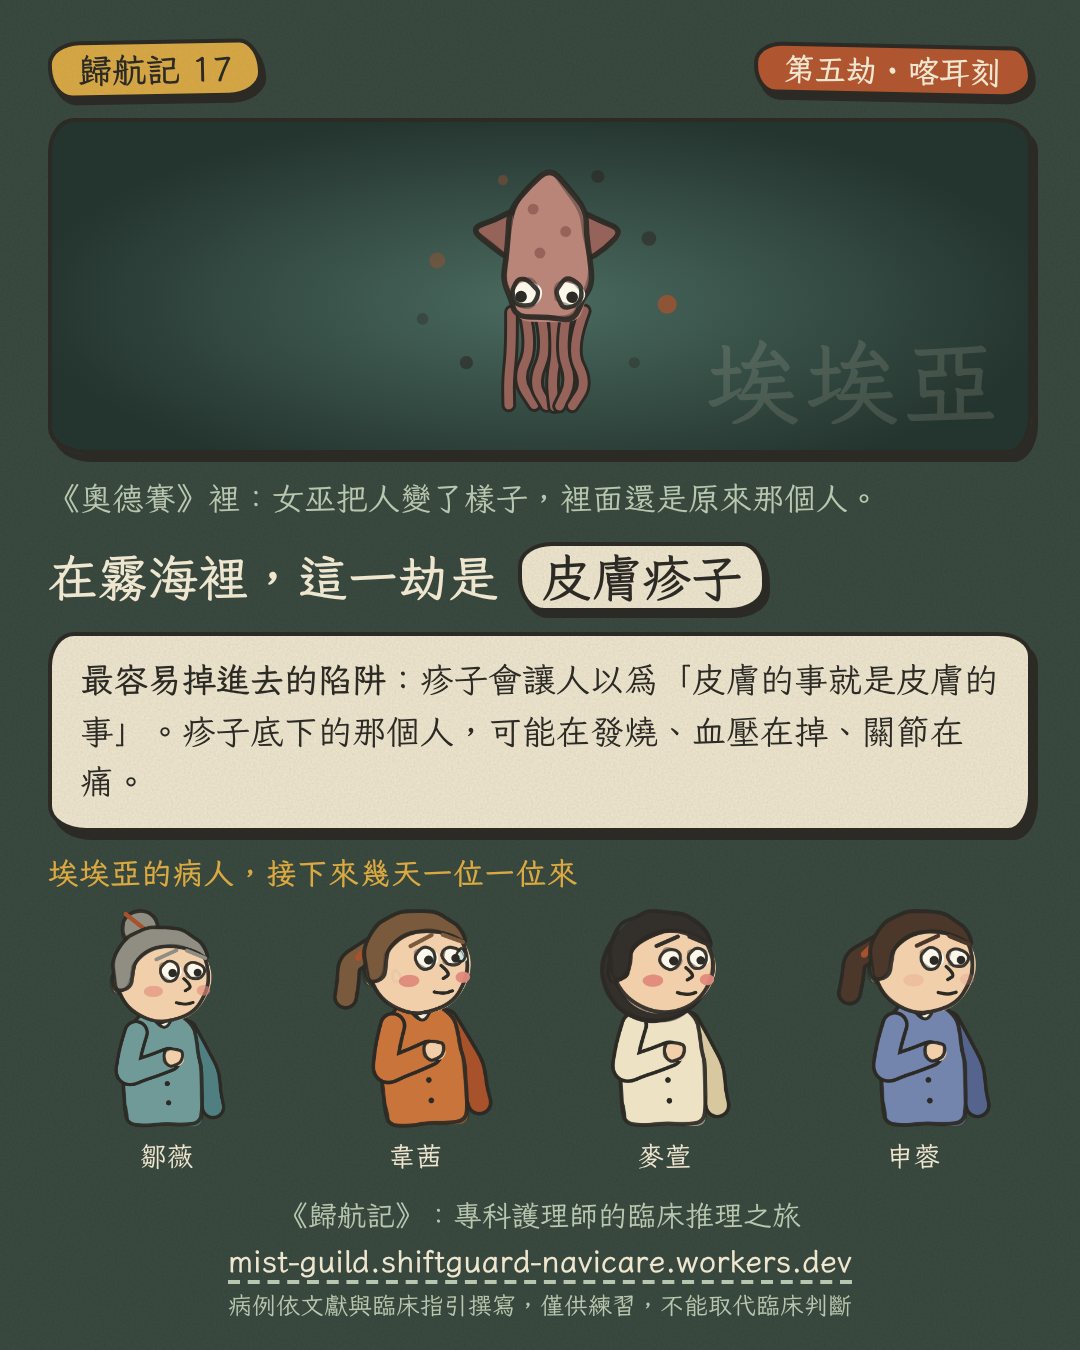 歸航記 17
第五劫・喀耳刻
埃埃亞
《奧德賽》裡：女巫把人變了樣子，裡面還是原來那個人。
在霧海裡，這一劫是 皮膚疹子
最容易掉進去的陷阱：疹子會讓人以為「皮膚的事就是皮膚的
事」。疹子底下的那個人，可能在發燒、血壓在掉、關節在
痛。
埃埃亞的病人，接下來幾天一位一位來
鄒薇
韋茜
麥萱
申蓉
《歸航記》：專科護理師的臨床推理之旅
mist-guild.shiftguard-navicare.workers.dev
病例依文獻與臨床指引撰寫，僅供練習，不能取代臨床判斷